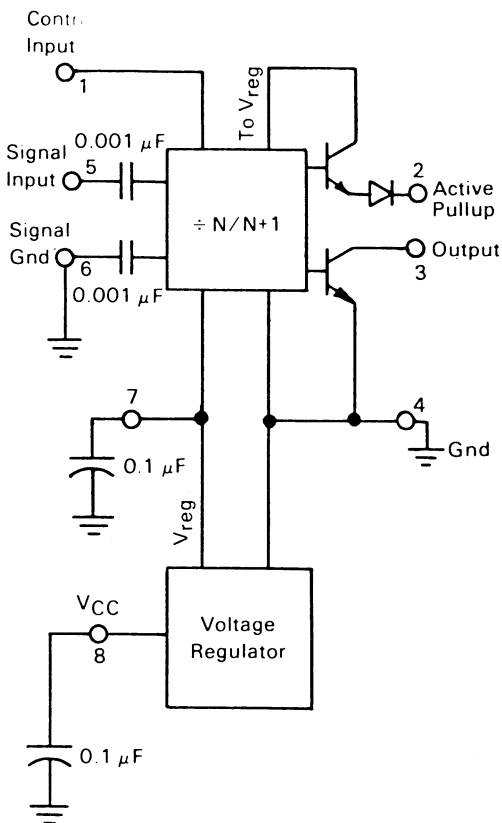 Input
1
To Vreg
0.001 μF
Signal
Input
5
÷ N/N+1
2
Active
Pullup
Signal
Gnd
6
0.001 μF
Output
3
7
0.1 μF
4
Gnd
Vreg
VCC
8
Voltage
Regulator
0.1 μF